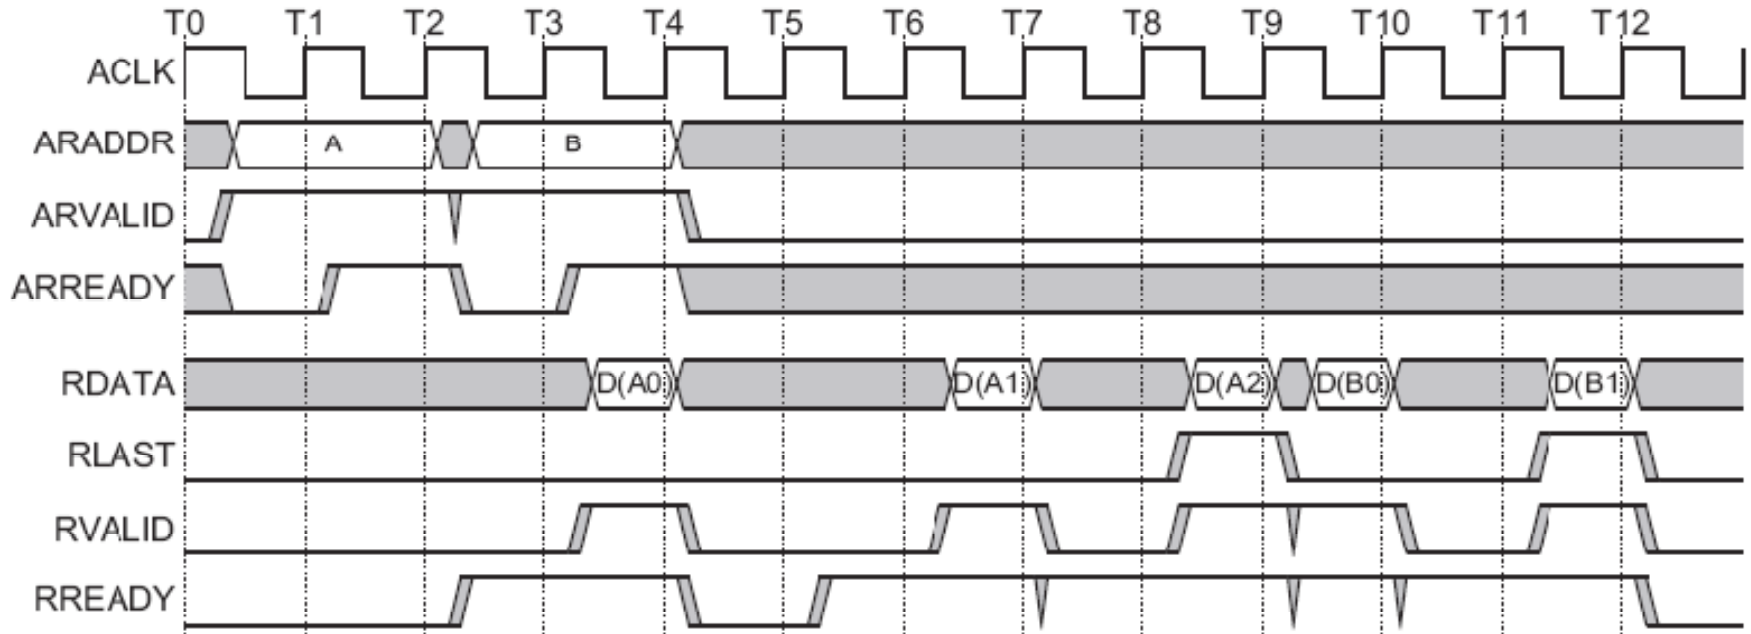 T0 T1 T2 T3 T4 T5 T6 T7 T8 T9 T10 T11 T12
ACLK
ARADDR A B
ARVALID
ARREADY
RDATA D(A0) D(A1) D(A2) D(B0) D(B1)
RLAST
RVALID
RREADY